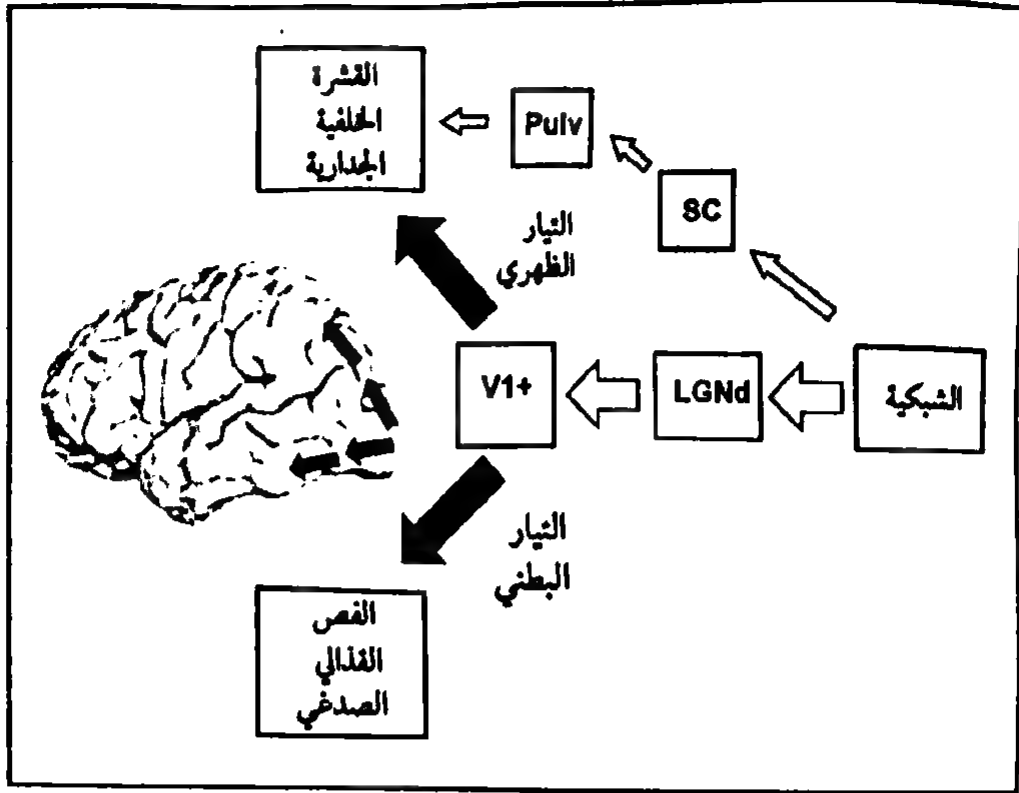 القشرة
الخلفية
الجدارية
Pulv
SC
التيار
الظهري
V1+
LGNd
الشبكية
التيار
البطني
الفص
القذالي
الصدغي